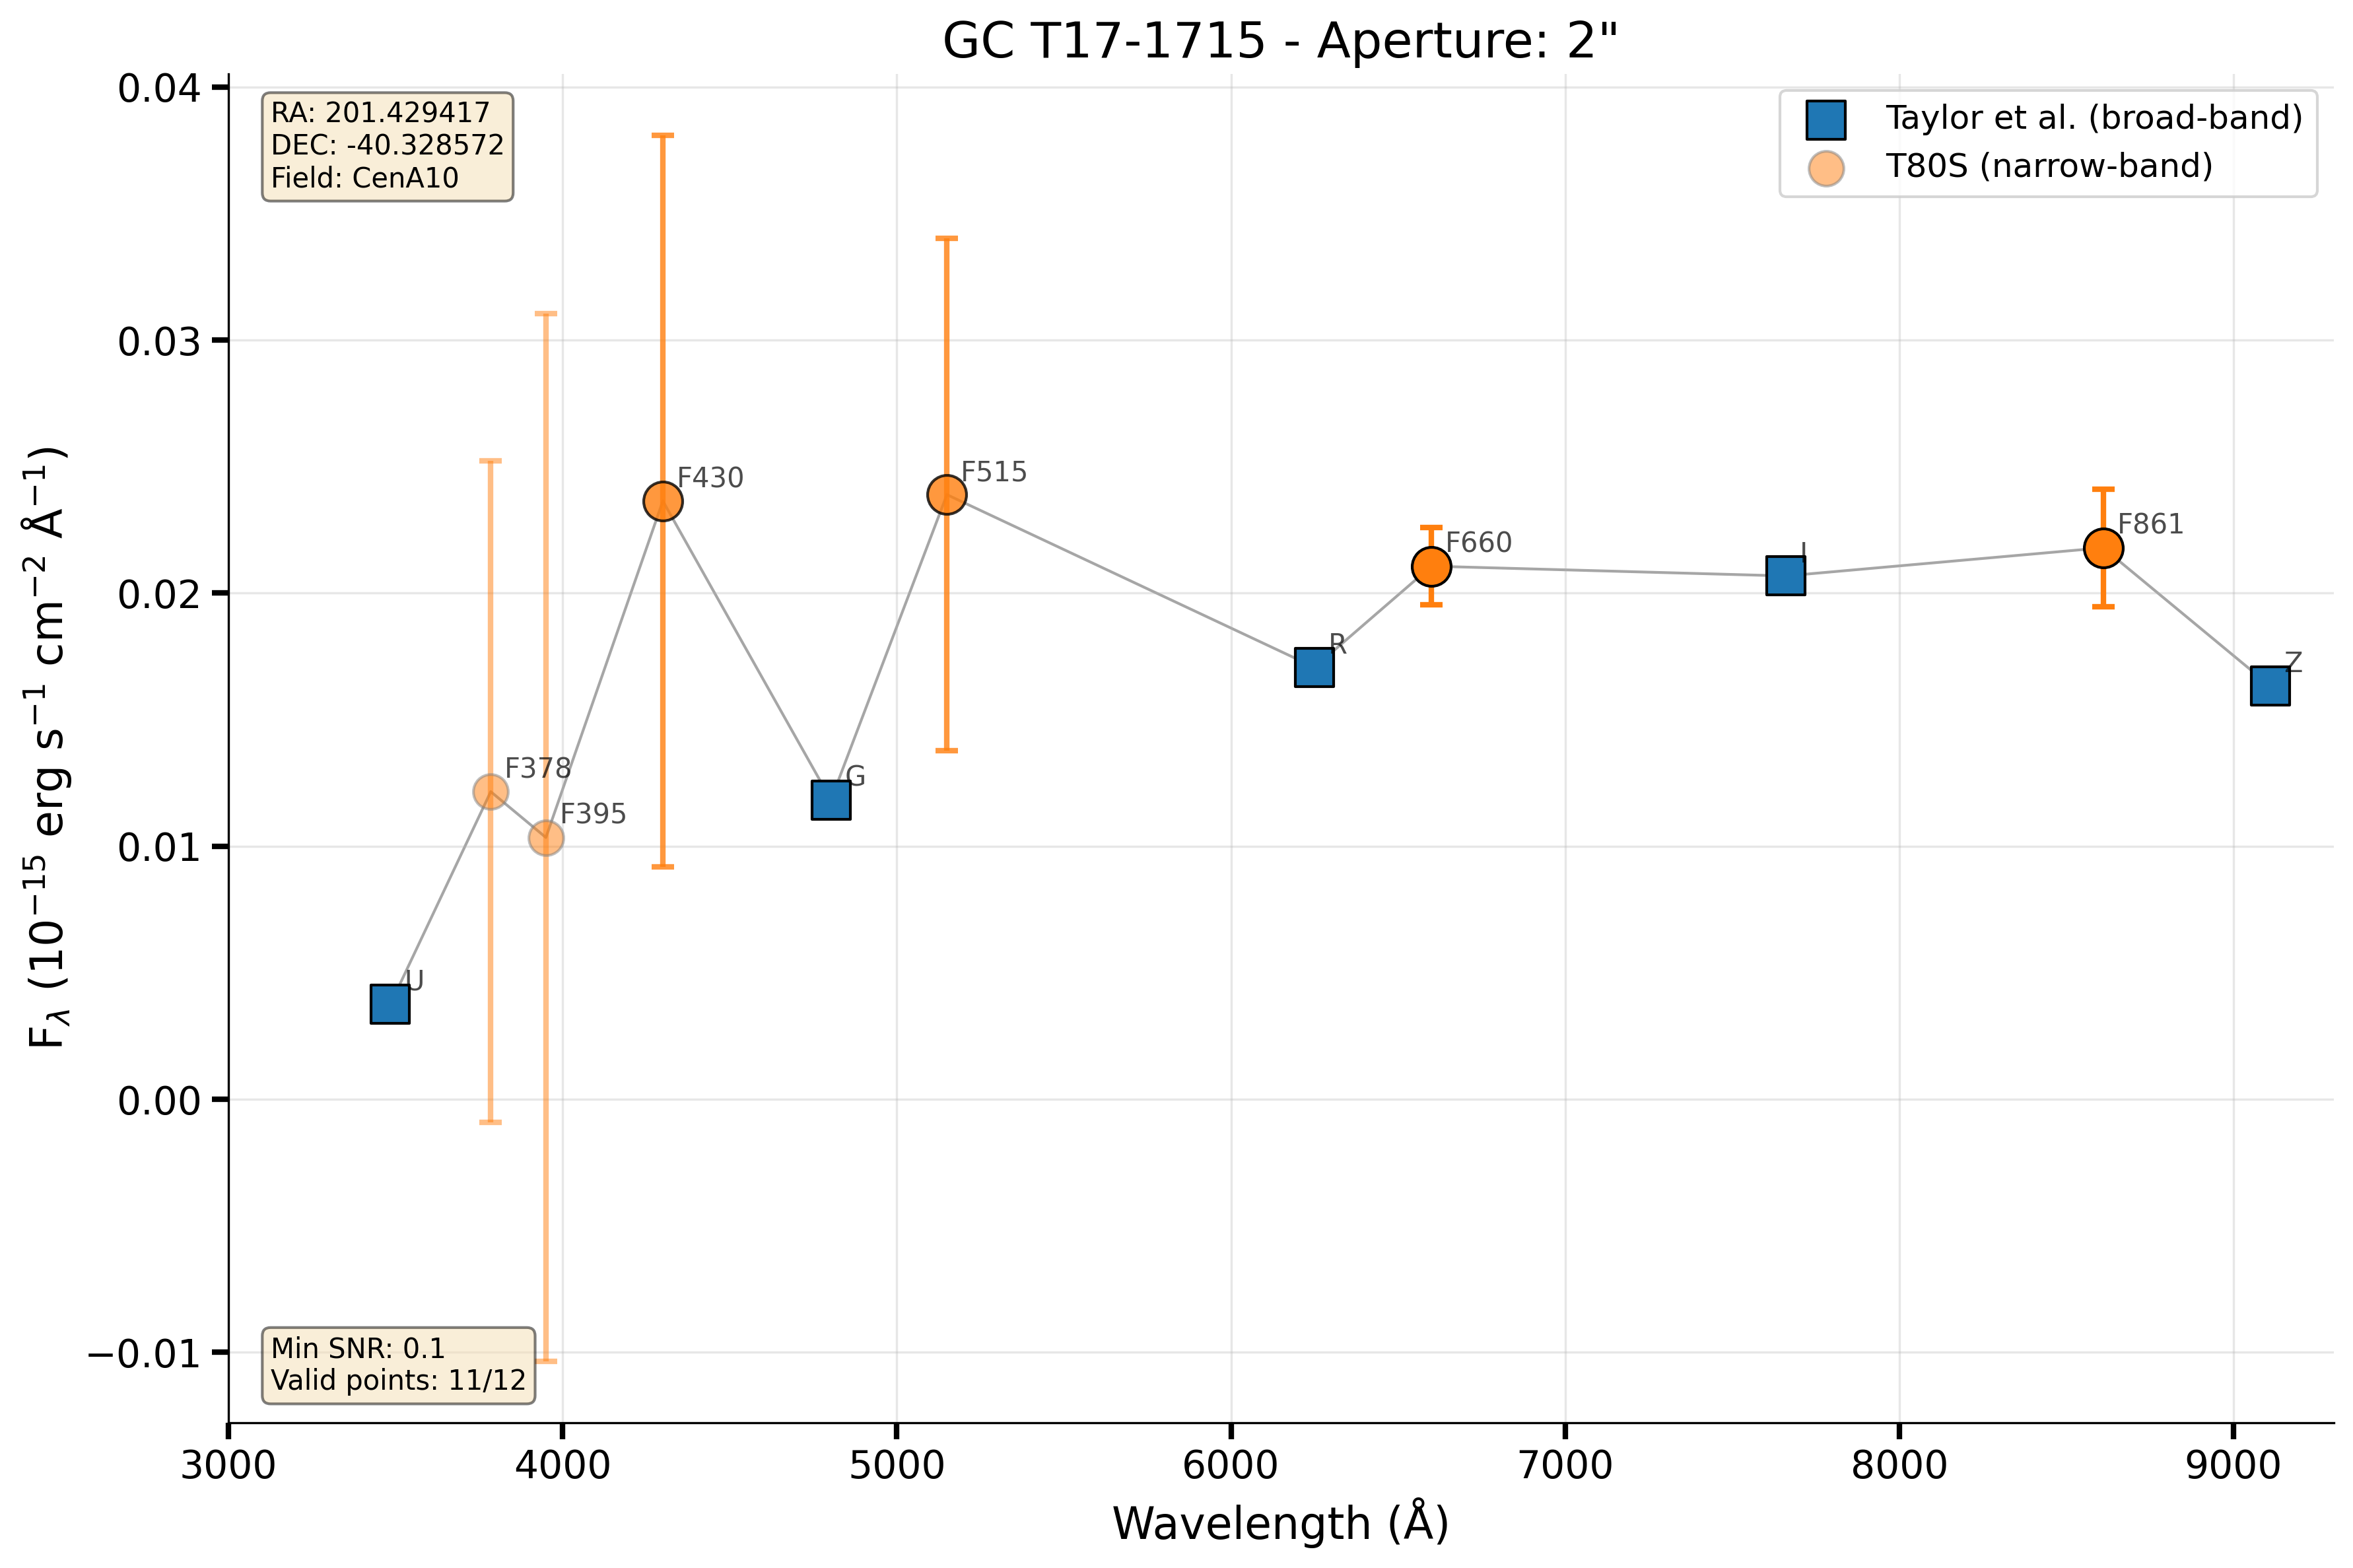 GC T17-1715 - Aperture: 2"
RA: 201.429417
DEC: -40.328572
Field: CenA10
Taylor et al. (broad-band)
T80S (narrow-band)
0.04
0.03
0.02
0.01
0.00
−0.01
F_λ (10⁻¹⁵ erg s⁻¹ cm⁻² Å⁻¹)
U
F378
F395
F430
G
F515
R
F660
I
F861
Z
Min SNR: 0.1
Valid points: 11/12
3000 4000 5000 6000 7000 8000 9000
Wavelength (Å)